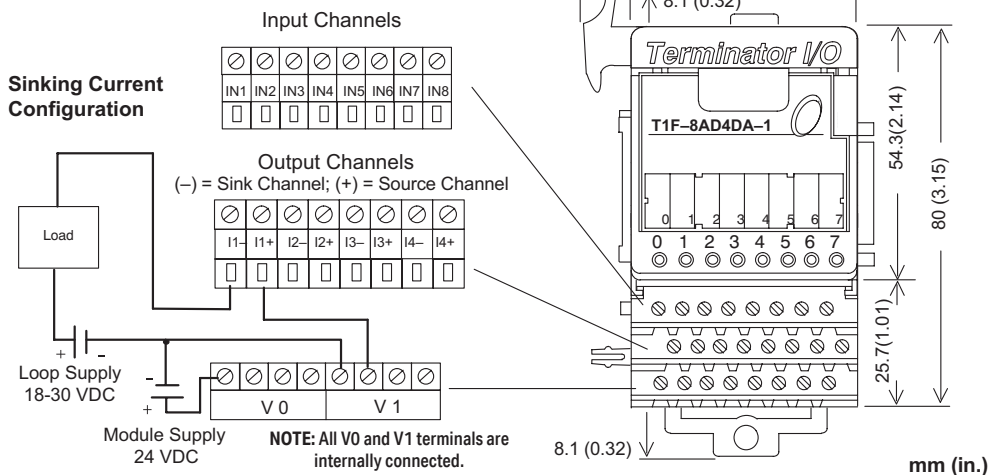 Input Channels
IN1 IN2 IN3 IN4 IN5 IN6 IN7 IN8
Sinking Current
Configuration
Output Channels
(–) = Sink Channel; (+) = Source Channel
I1– I1+ I2– I2+ I3– I3+ I4– I4+
Load
+ -
Loop Supply
18-30 VDC
-
+
Module Supply
24 VDC
V 0 V 1
NOTE: All V0 and V1 terminals are
internally connected.
8.1 (0.32)
Terminator I/O
T1F–8AD4DA–1
0 1 2 3 4 5 6 7
0 1 2 3 4 5 6 7
54.3(2.14)
80 (3.15)
25.7(1.01)
8.1 (0.32)
mm (in.)